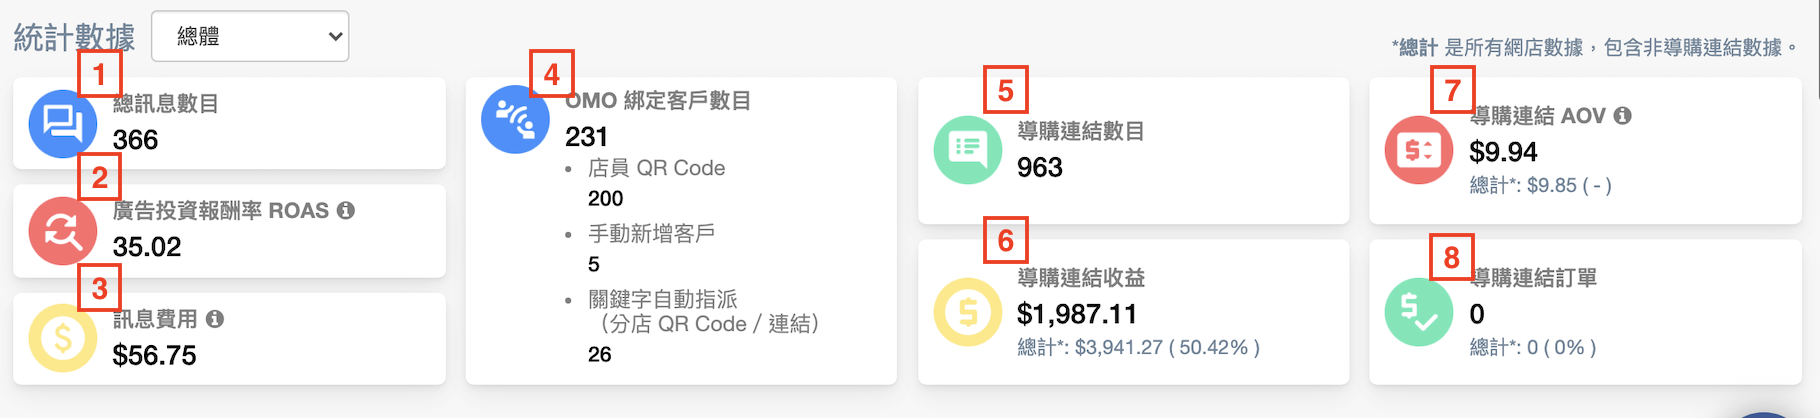 統計數據
總體
*總計 是所有網店數據，包含非導購連結數據。
1
總訊息數目
366
2
廣告投資報酬率 ROAS
35.02
3
訊息費用
$56.75
4
OMO 綁定客戶數目
231
• 店員 QR Code
200
• 手動新增客戶
5
• 關鍵字自動指派
（分店 QR Code / 連結）
26
5
導購連結數目
963
6
導購連結收益
$1,987.11
總計*: $3,941.27 ( 50.42% )
7
導購連結 AOV
$9.94
總計*: $9.85 ( - )
8
導購連結訂單
0
總計*: 0 ( 0% )